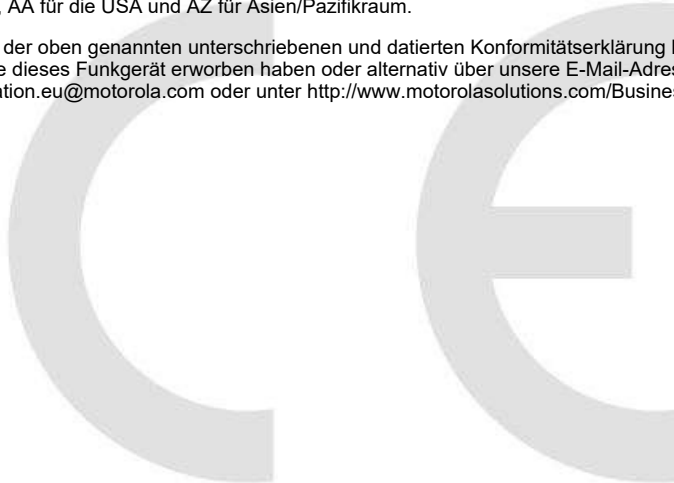 , AA für die USA und AZ für Asien/Pazifikraum.
der oben genannten unterschriebenen und datierten Konformitätserklärung
e dieses Funkgerät erworben haben oder alternativ über unsere E-Mail-Adres
ation.eu@motorola.com oder unter http://www.motorolasolutions.com/Busines
CE